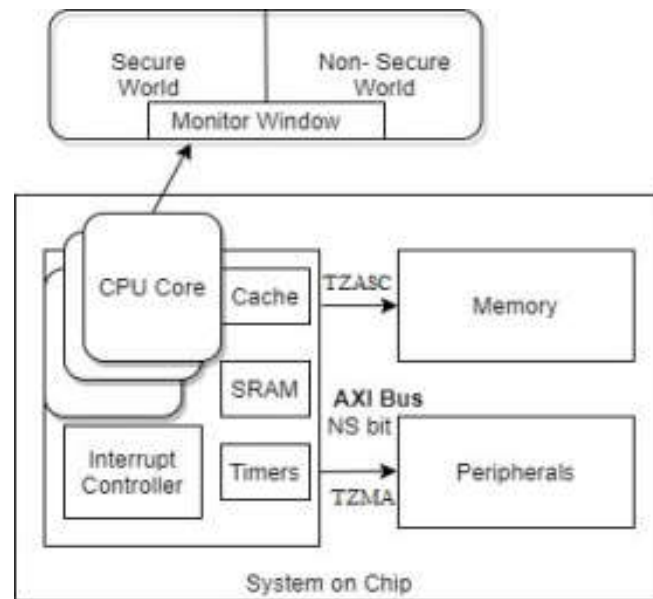 Secure
World
Non- Secure
World
Monitor Window
CPU Core
Cache
TZASC
Memory
SRAM
AXI Bus
NS bit
Interrupt
Controller
Timers
TZMA
Peripherals
System on Chip